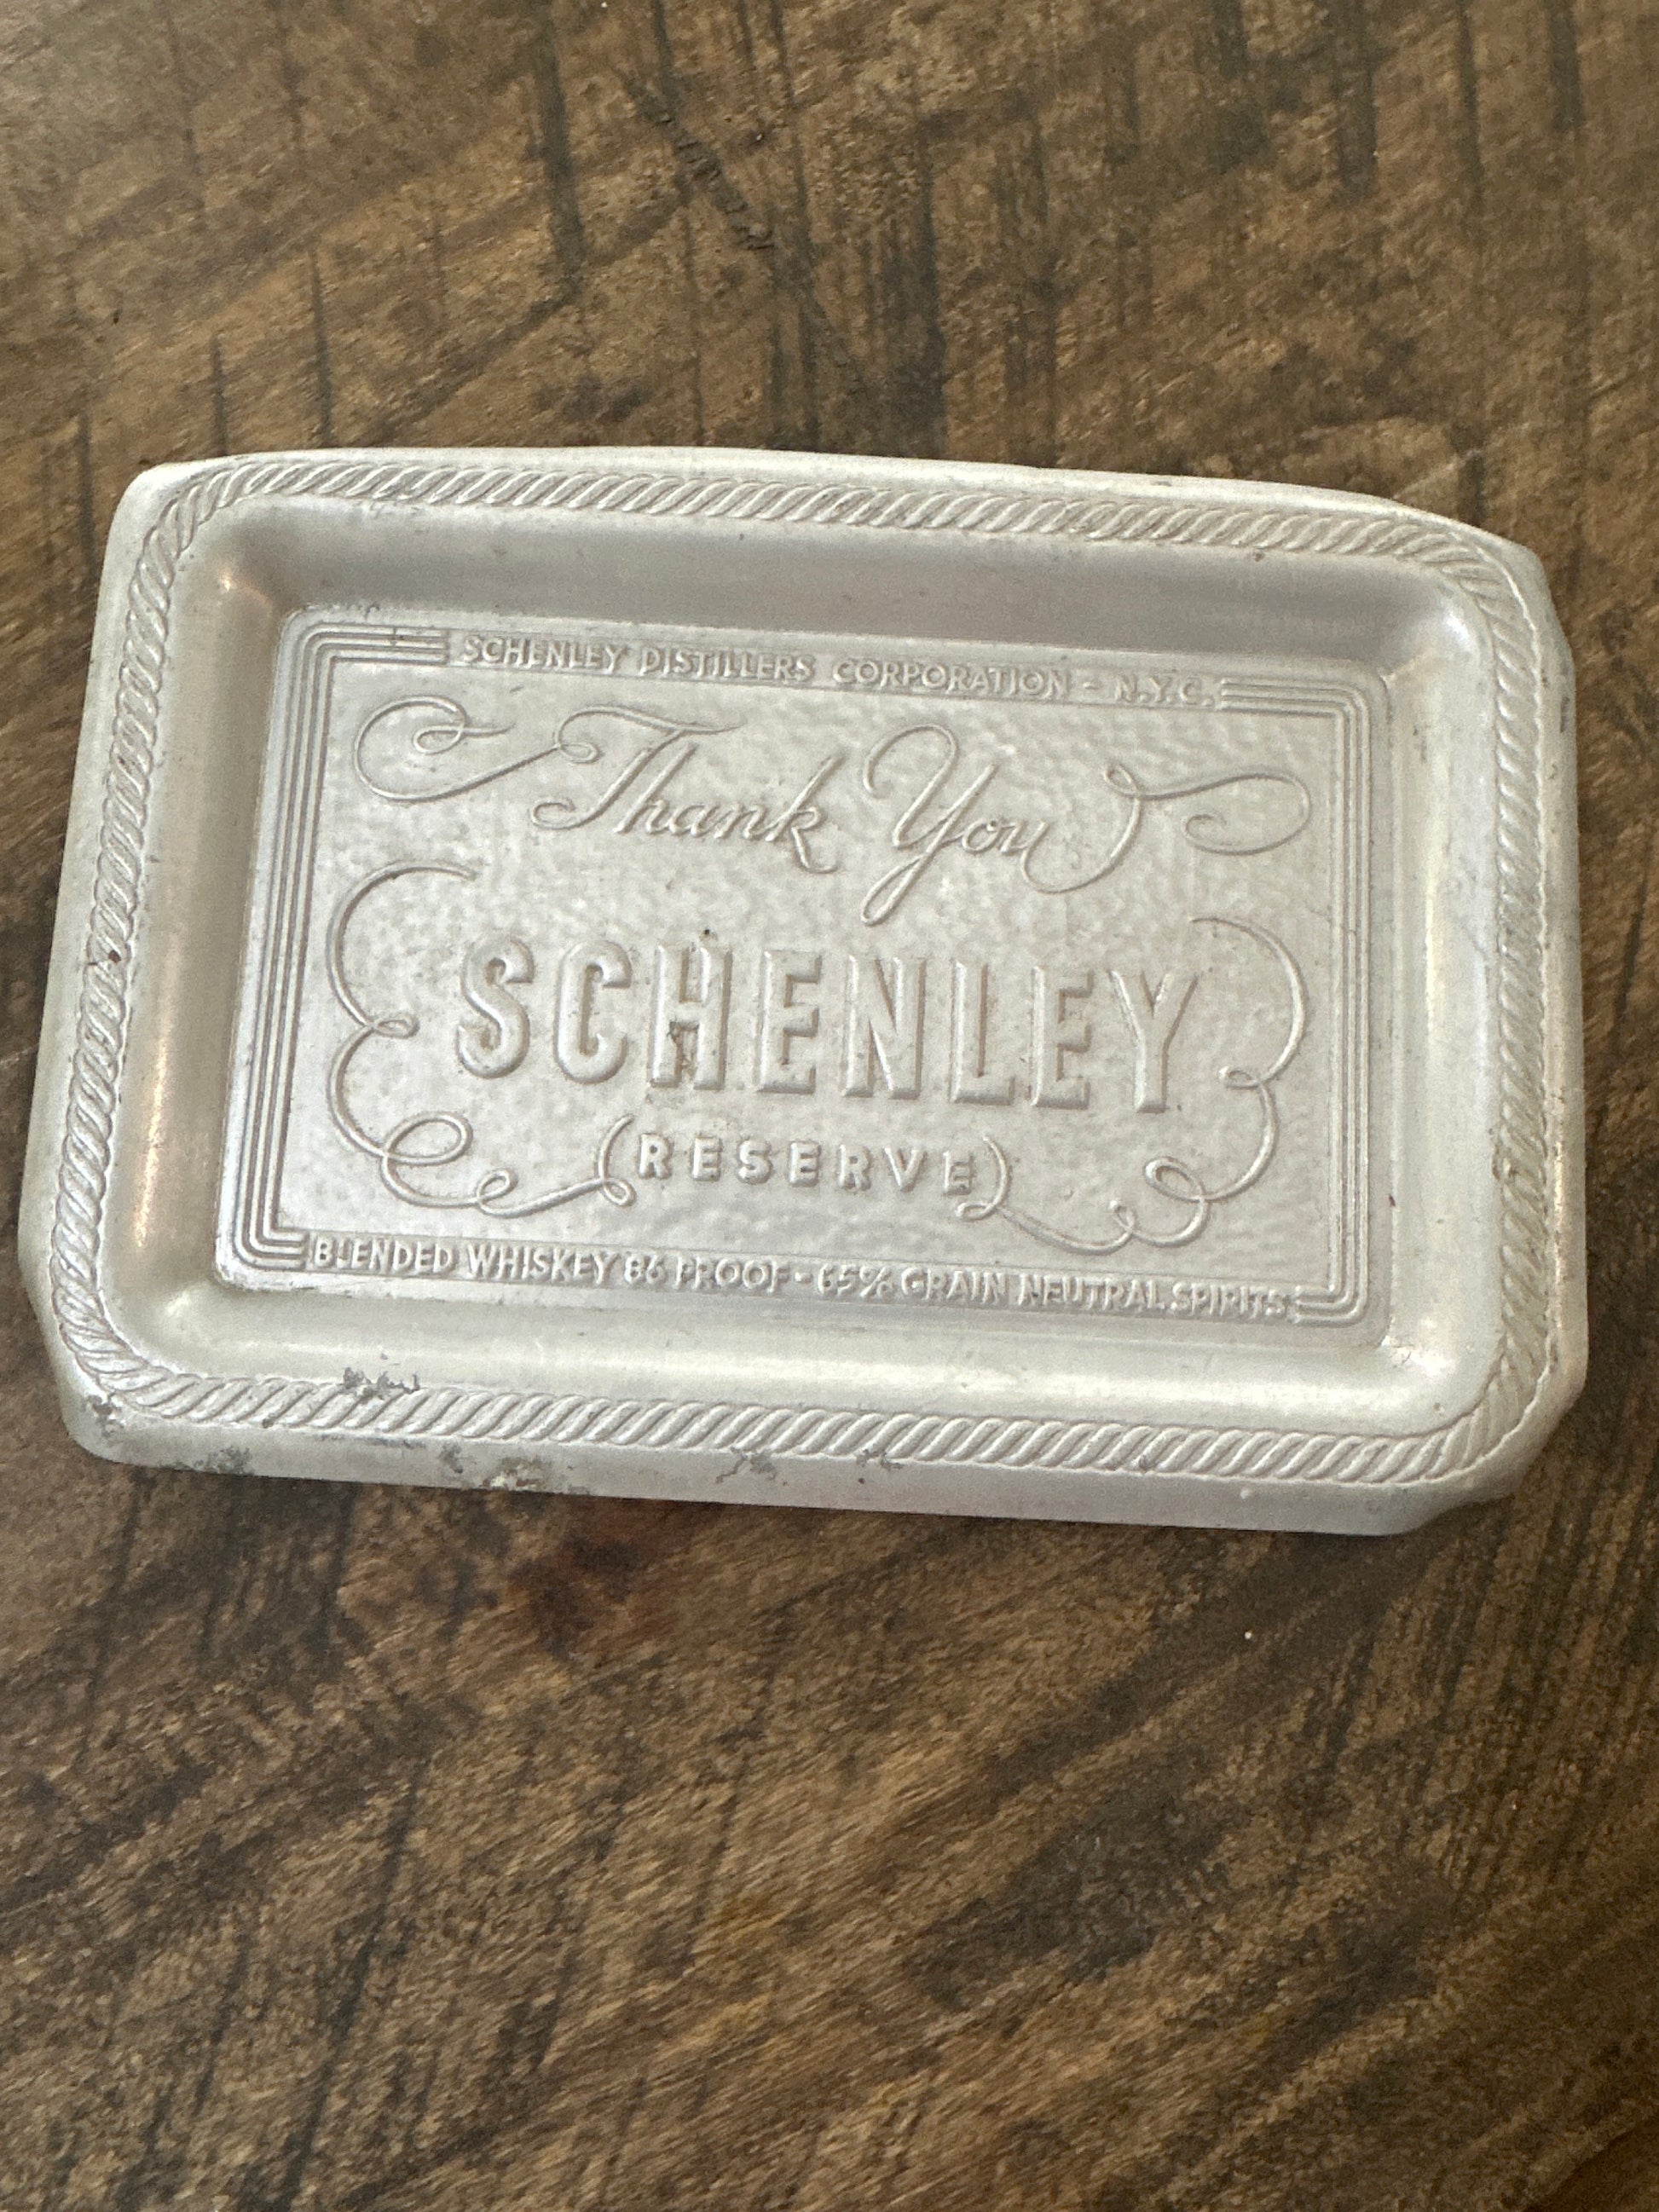 SCHENLEY DISTILLERS CORPORATION - N.Y.C.
Thank You
SCHENLEY
(RESERVE)
BLENDED WHISKEY 86 PROOF - 65% GRAIN NEUTRAL SPIRITS